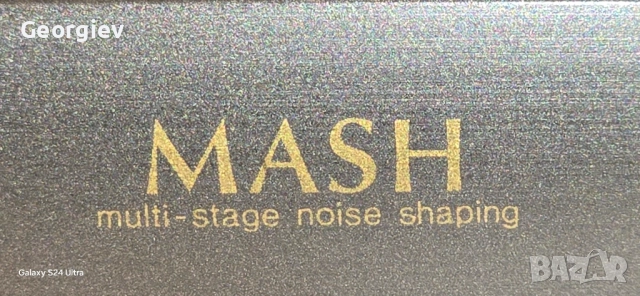 Georgiev
MASH
multi-stage noise shaping
Galaxy S24 Ultra
BAZAR